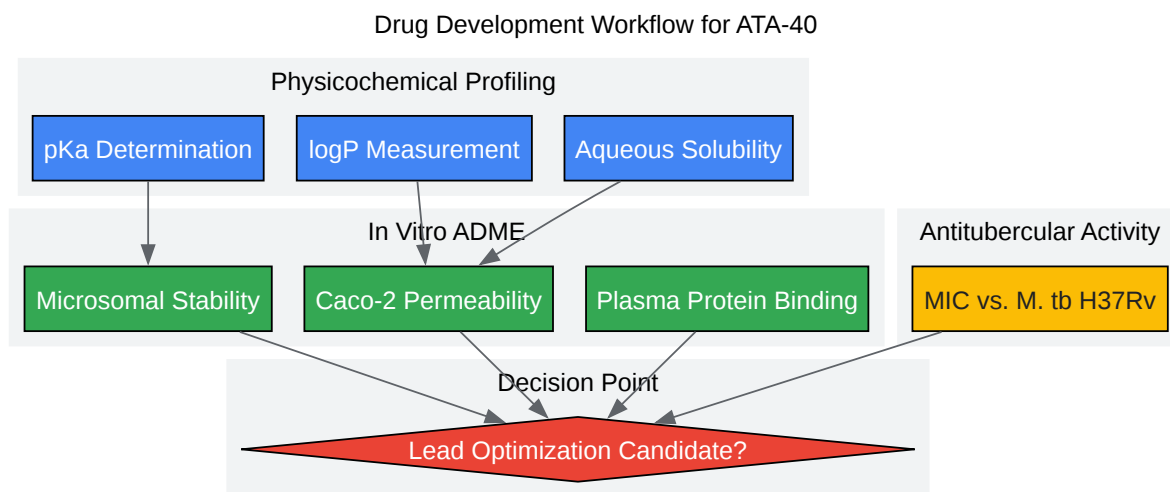 Drug Development Workflow for ATA-40
Physicochemical Profiling
pKa Determination
logP Measurement
Aqueous Solubility
In Vitro ADME
Antitubercular Activity
Microsomal Stability
Caco-2 Permeability
Plasma Protein Binding
MIC vs. M. tb H37Rv
Decision Point
Lead Optimization Candidate?